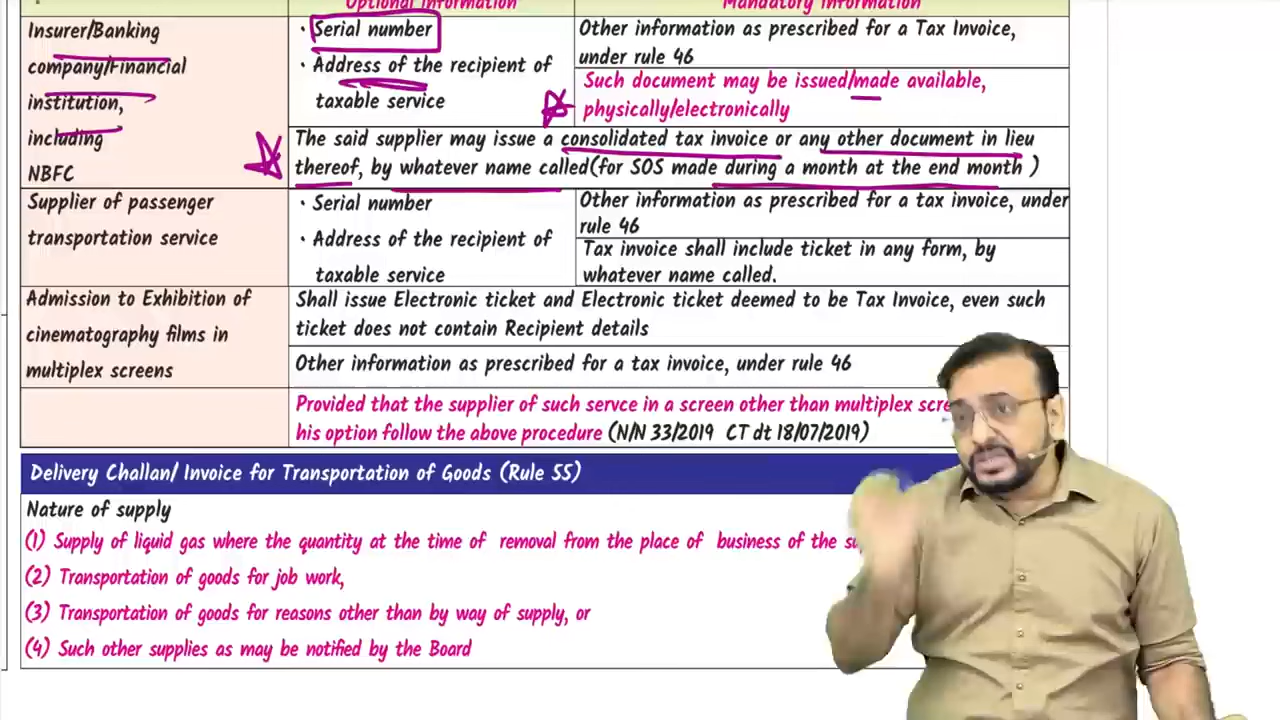 Optional Information
Mandatory Information
Insurer/Banking
company/Financial
institution,
including
NBFC
• Serial number
• Address of the recipient of
taxable service
Other information as prescribed for a Tax Invoice,
under rule 46
Such document may be issued/made available,
physically/electronically
The said supplier may issue a consolidated tax invoice or any other document in lieu
thereof, by whatever name called(for SOS made during a month at the end month )
Supplier of passenger
transportation service
• Serial number
• Address of the recipient of
taxable service
Other information as prescribed for a tax invoice, under
rule 46
Tax invoice shall include ticket in any form, by
whatever name called.
Admission to Exhibition of
cinematography films in
multiplex screens
Shall issue Electronic ticket and Electronic ticket deemed to be Tax Invoice, even such
ticket does not contain Recipient details
Other information as prescribed for a tax invoice, under rule 46
Provided that the supplier of such servce in a screen other than multiplex
his option follow the above procedure (N/N 33/2019 CT dt 18/07/2019)
Delivery Challan/ Invoice for Transportation of Goods (Rule 55)
Nature of supply
(1) Supply of liquid gas where the quantity at the time of removal from the place of business of the
(2) Transportation of goods for job work,
(3) Transportation of goods for reasons other than by way of supply, or
(4) Such other supplies as may be notified by the Board